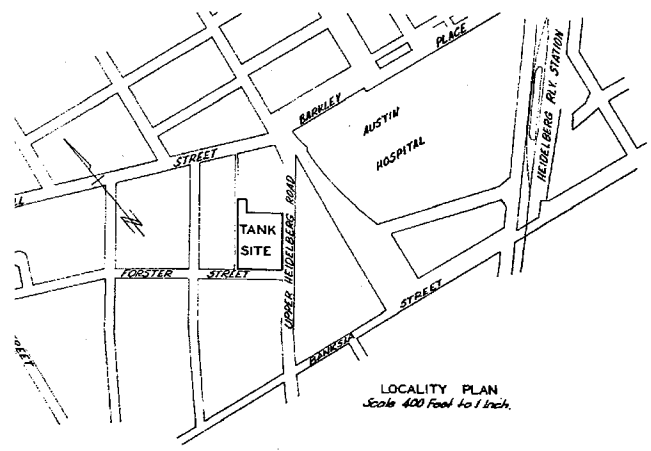 PLACE
BARKLEY
AUSTIN
HOSPITAL
HEIDELBERG RLY. STATION
STREET
UPPER HEIDELBERG ROAD
TANK
SITE
FORSTER STREET
BANKSIA STREET
N
LOCALITY PLAN
Scale 400 Feet to 1 Inch.